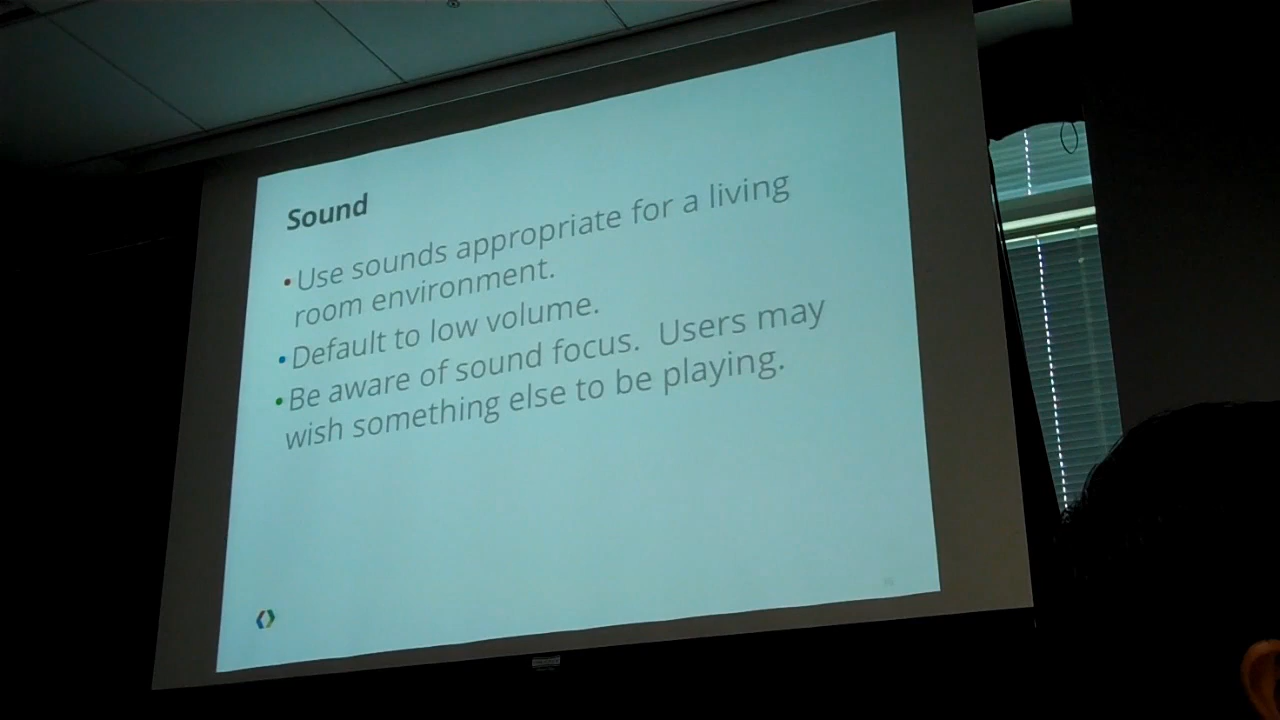 Sound
• Use sounds appropriate for a living
room environment.
• Default to low volume.
• Be aware of sound focus.  Users may
wish something else to be playing.